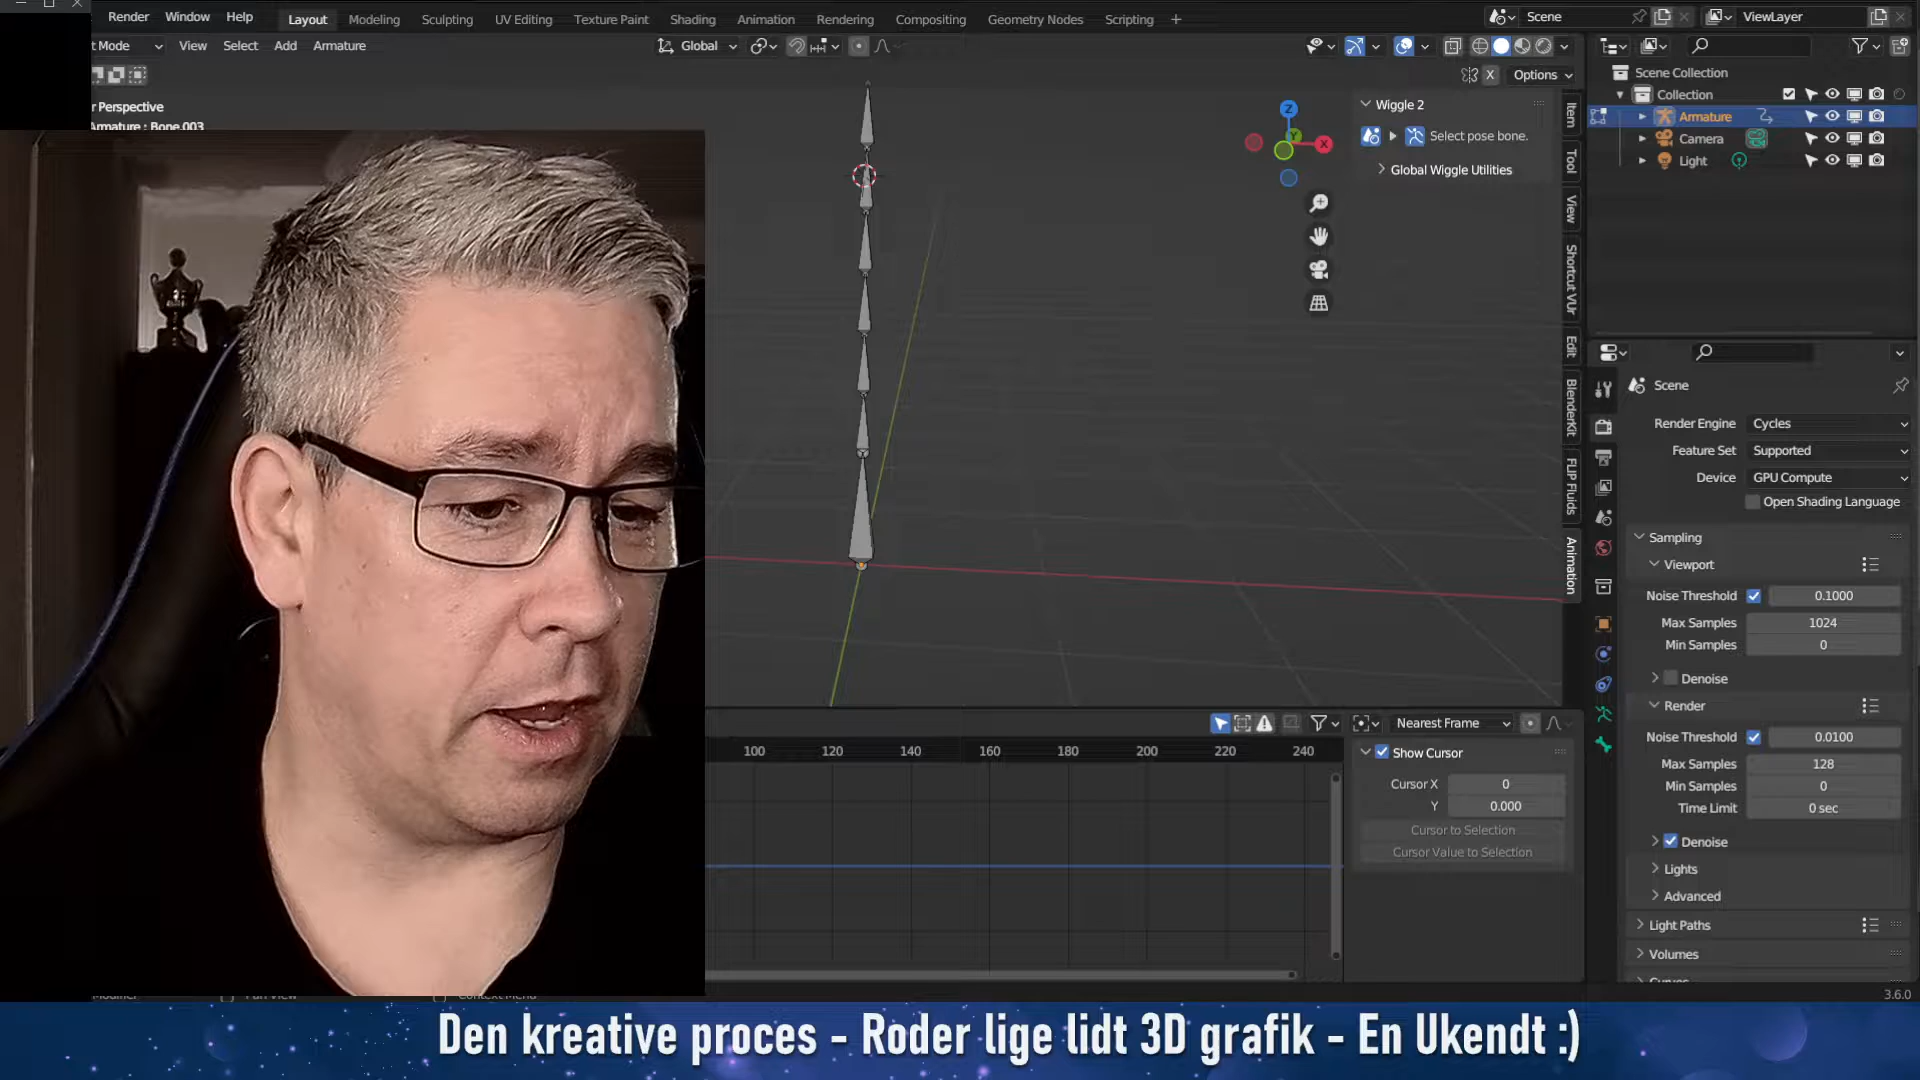 Render Window Help Layout Modeling Sculpting UV Editing Texture Paint Shading Animation Rendering Compositing Geometry Nodes Scripting + Scene ViewLayer
t Mode View Select Add Armature Global
X Options
Scene Collection
Collection
Armature
Camera
Light
r Perspective
Armature : Bone.003
Wiggle 2
Select pose bone.
Global Wiggle Utilities
Z
Y
X
Item
Tool
View
Shortcut VUr
Edit
BlenderKit
FLIP Fluids
Animation
Scene
Render Engine Cycles
Feature Set Supported
Device GPU Compute
Open Shading Language
Sampling
Viewport
Noise Threshold 0.1000
Max Samples 1024
Min Samples 0
Denoise
Render
Noise Threshold 0.0100
Max Samples 128
Min Samples 0
Time Limit 0 sec
Denoise
Lights
Advanced
Light Paths
Volumes
Nearest Frame
100 120 140 160 180 200 220 240
Show Cursor
Cursor X 0
Y 0.000
Cursor to Selection
Cursor Value to Selection
3.6.0
Den kreative proces - Roder lige lidt 3D grafik - En Ukendt :)